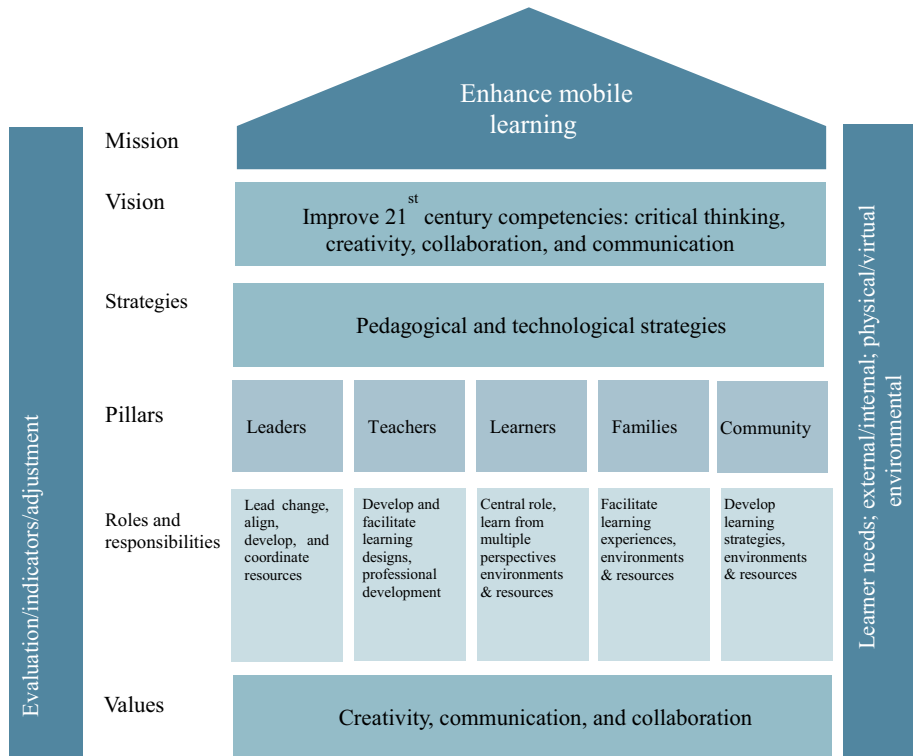 Enhance mobile
learning
Mission
Vision
Improve 21st century competencies: critical thinking,
creativity, collaboration, and communication
Strategies
Pedagogical and technological strategies
Pillars
Leaders
Teachers
Learners
Families
Community
Roles and
responsibilities
Lead change,
align,
develop, and
coordinate
resources
Develop and
facilitate
learning
designs,
professional
development
Central role,
learn from
multiple
perspectives
environments
& resources
Facilitate
learning
experiences,
environments
& resources
Develop
learning
strategies,
environments
& resources
Values
Creativity, communication, and collaboration
Evaluation/indicators/adjustment
Learner needs; external/internal; physical/virtual
environmental